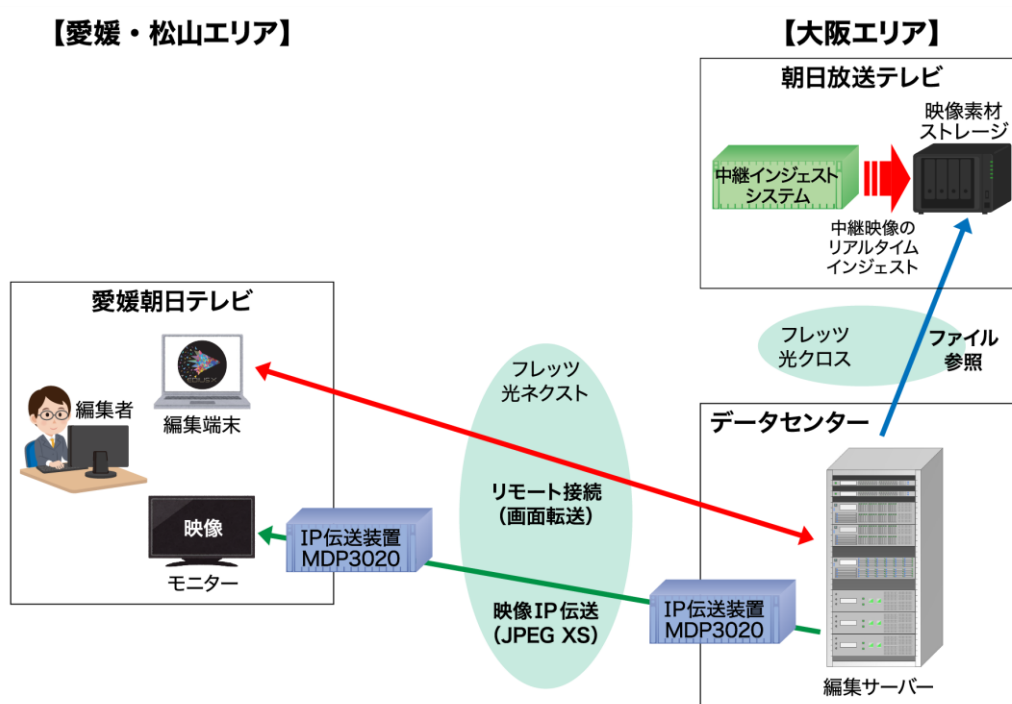 【愛媛・松山エリア】
【大阪エリア】
朝日放送テレビ
映像素材
ストレージ
中継インジェスト
システム
中継映像の
リアルタイム
インジェスト
愛媛朝日テレビ
編集者
編集端末
EDIUS X
映像
モニター
IP伝送装置
MDP3020
フレッツ
光ネクスト
リモート接続
（画面転送）
映像IP伝送
（JPEG XS）
フレッツ
光クロス
ファイル
参照
データセンター
IP伝送装置
MDP3020
編集サーバー